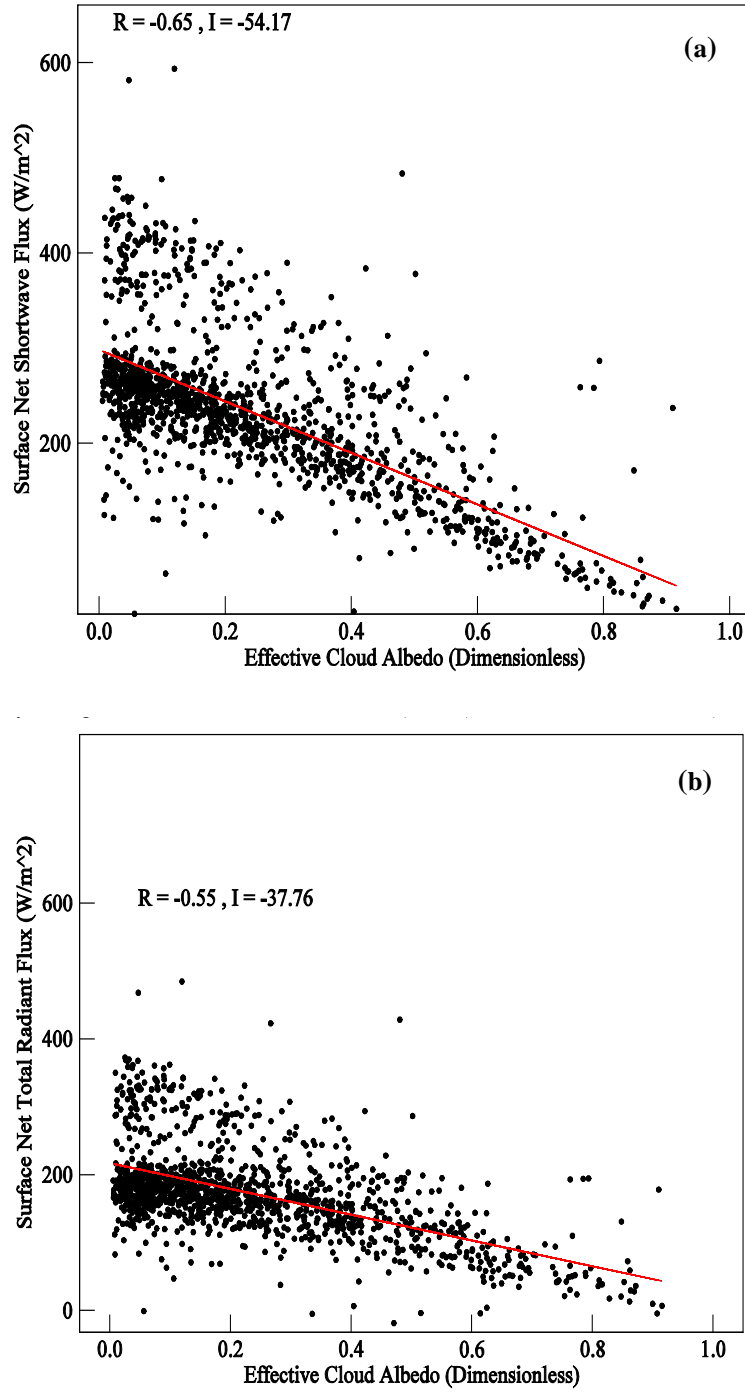 R = -0.65 , I = -54.17
(a)
600
400
200
Surface Net Shortwave Flux (W/m^2)
0.0 0.2 0.4 0.6 0.8 1.0
Effective Cloud Albedo (Dimensionless)
(b)
R = -0.55 , I = -37.76
600
400
200
0
Surface Net Total Radiant Flux (W/m^2)
0.0 0.2 0.4 0.6 0.8 1.0
Effective Cloud Albedo (Dimensionless)